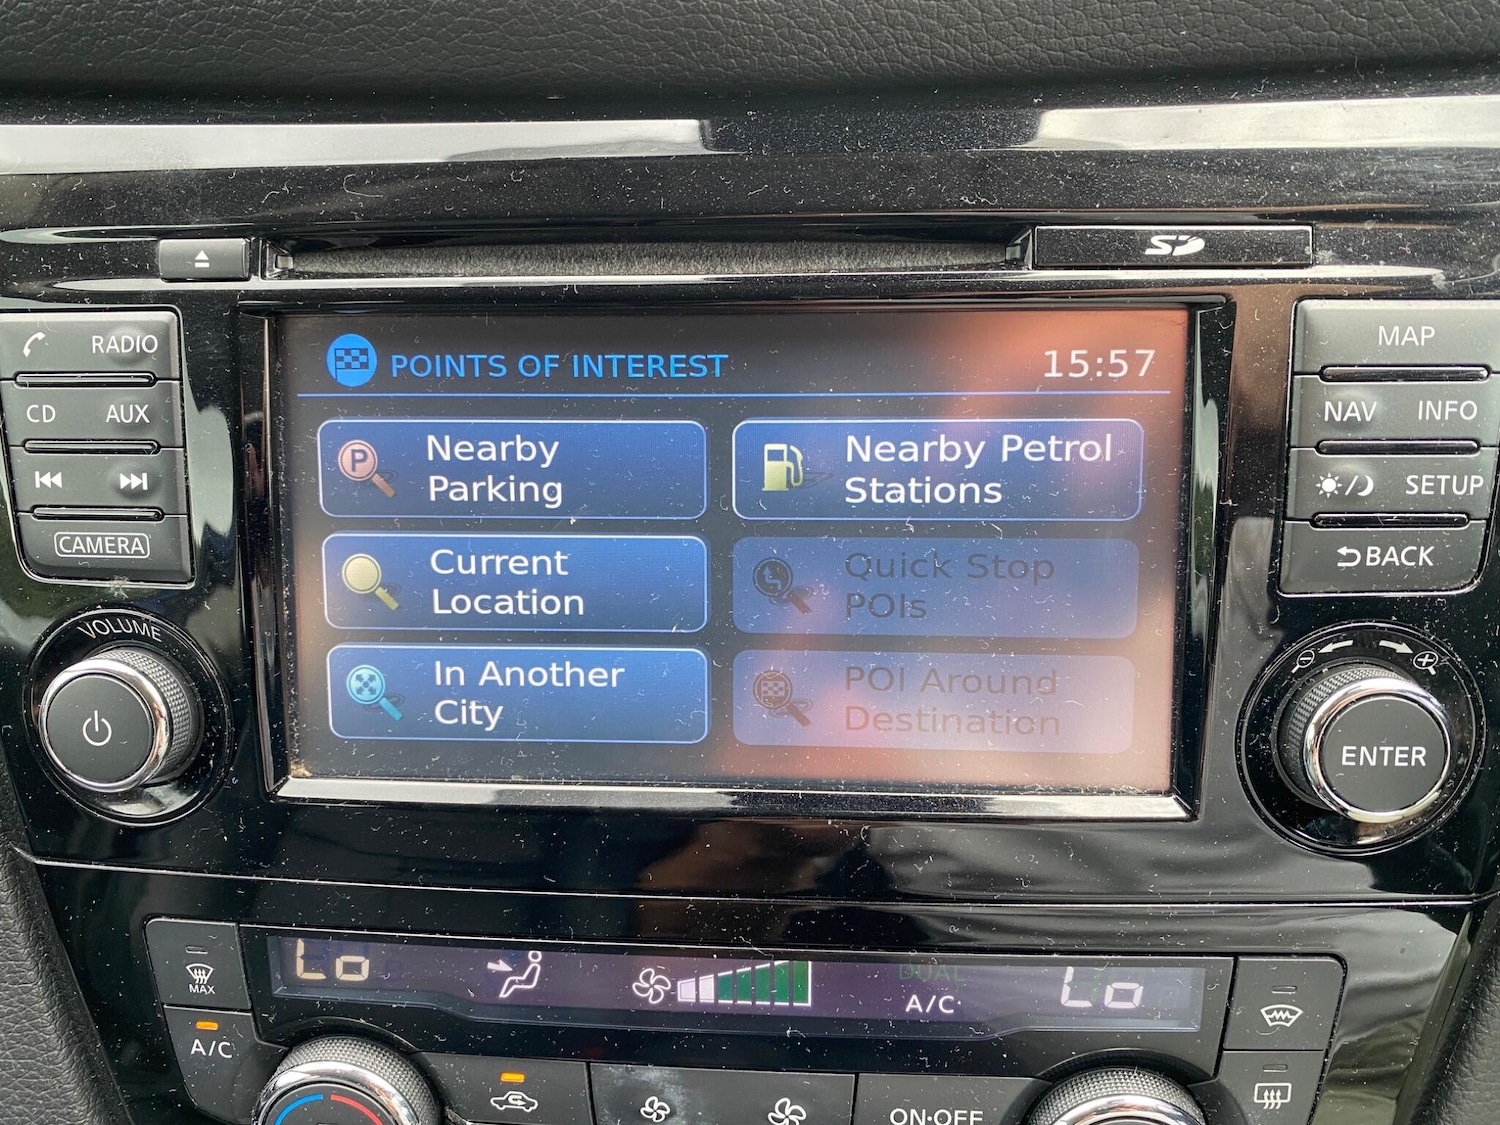 SD
RADIO
CD AUX
CAMERA
VOLUME
POINTS OF INTEREST
15:57
Nearby
Parking
Nearby Petrol
Stations
Current
Location
Quick Stop
POIs
In Another
City
POI Around
Destination
MAP
NAV INFO
SETUP
BACK
ENTER
MAX
A/C
Lo
DUAL
A/C
Lo
ON·OFF